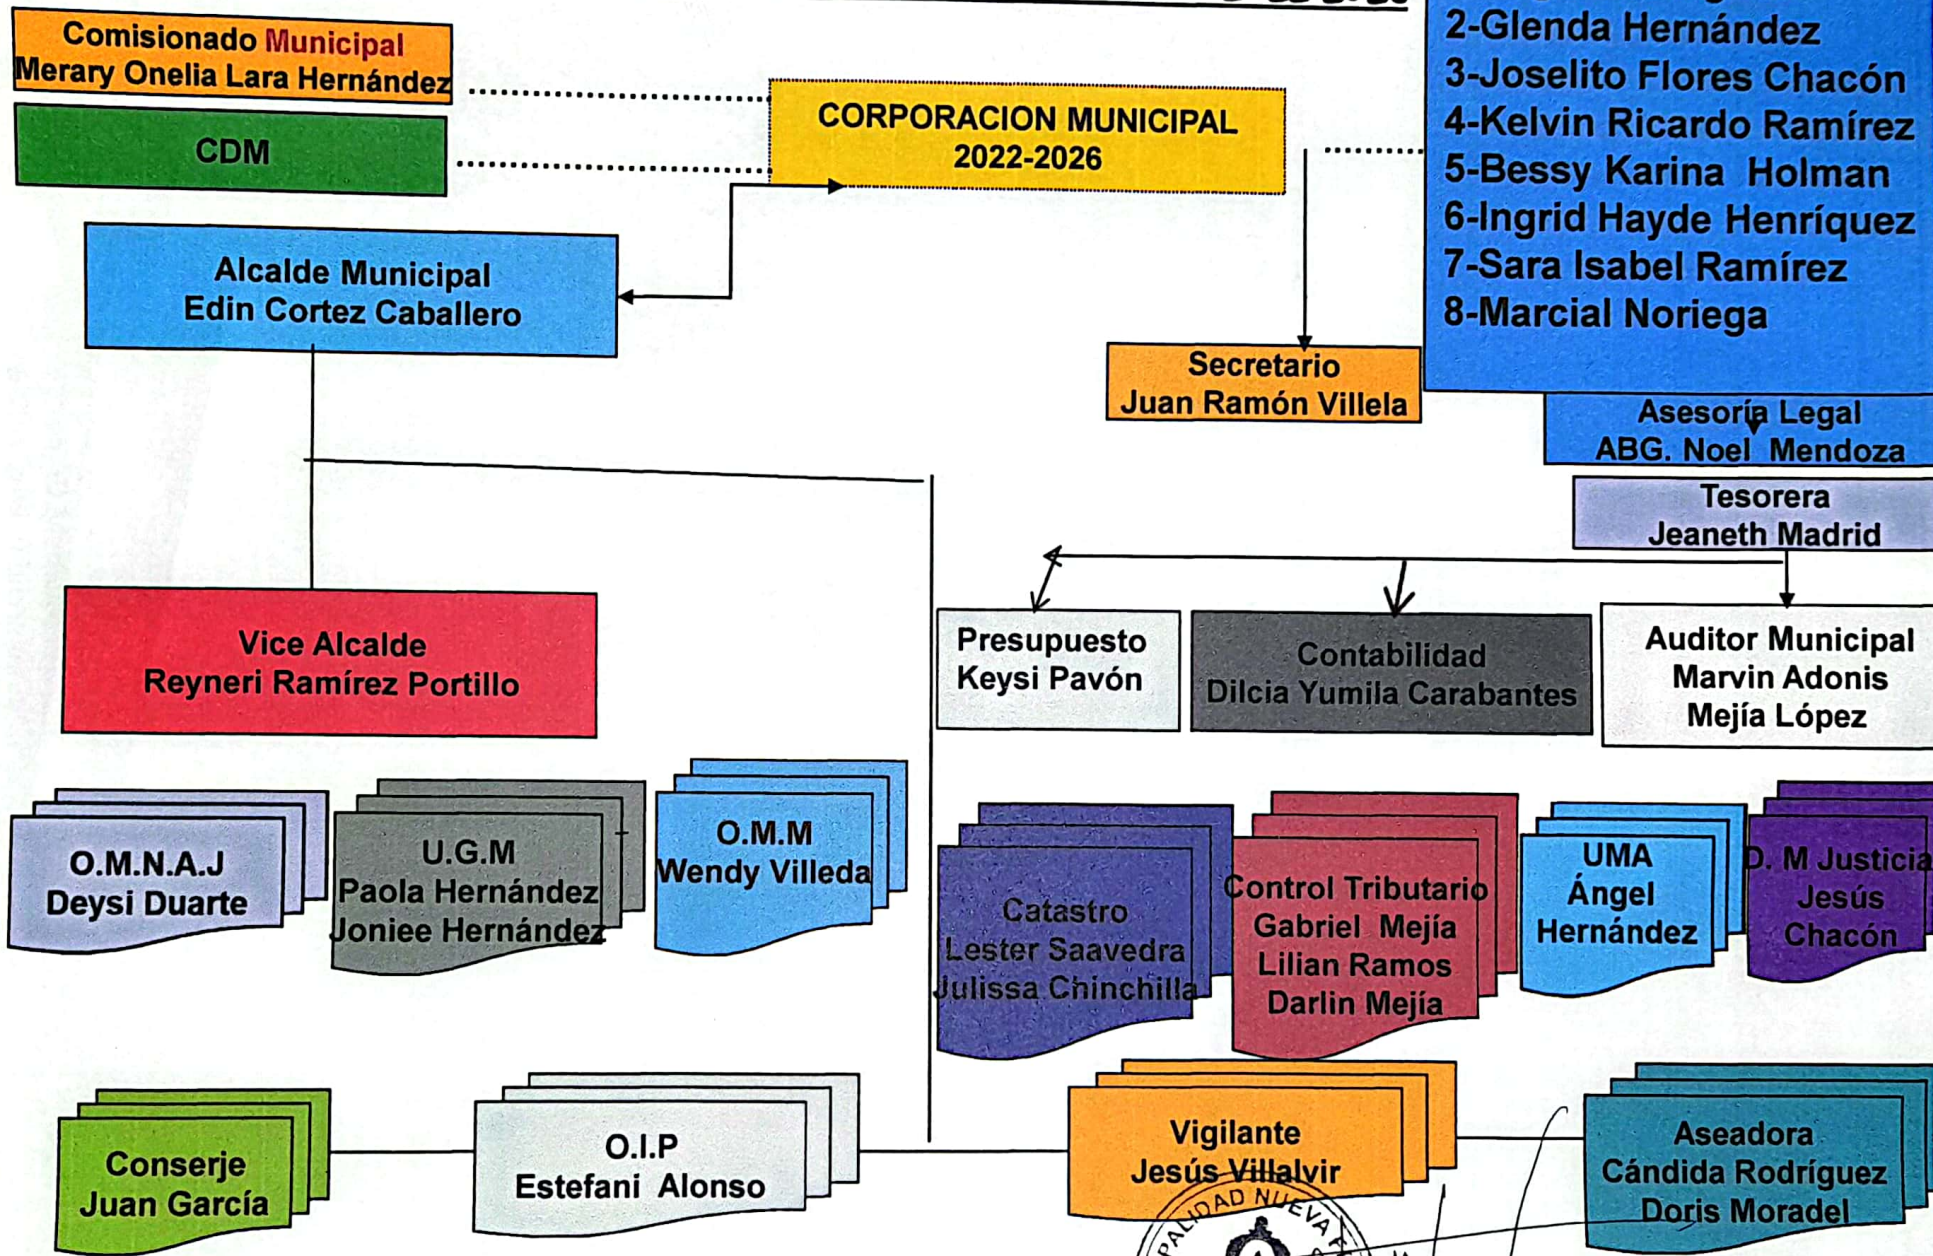 Comisionado Municipal
Merary Onelia Lara Hernández
CDM
CORPORACION MUNICIPAL
2022-2026
2-Glenda Hernández
3-Joselito Flores Chacón
4-Kelvin Ricardo Ramírez
5-Bessy Karina Holman
6-Ingrid Hayde Henríquez
7-Sara Isabel Ramírez
8-Marcial Noriega
Alcalde Municipal
Edin Cortez Caballero
Secretario
Juan Ramón Villela
Asesoría Legal
ABG. Noel Mendoza
Tesorera
Jeaneth Madrid
Vice Alcalde
Reyneri Ramírez Portillo
Presupuesto
Keysi Pavón
Contabilidad
Dilcia Yumila Carabantes
Auditor Municipal
Marvin Adonis
Mejía López
O.M.N.A.J
Deysi Duarte
U.G.M
Paola Hernández
Joniee Hernández
O.M.M
Wendy Villeda
Catastro
Lester Saavedra
Julissa Chinchilla
Control Tributario
Gabriel Mejía
Lilian Ramos
Darlin Mejía
UMA
Ángel
Hernández
D. M Justicia
Jesús
Chacón
Conserje
Juan García
O.I.P
Estefani Alonso
Vigilante
Jesús Villalvir
Aseadora
Cándida Rodríguez
Doris Moradel
PALIDAD NUEVA